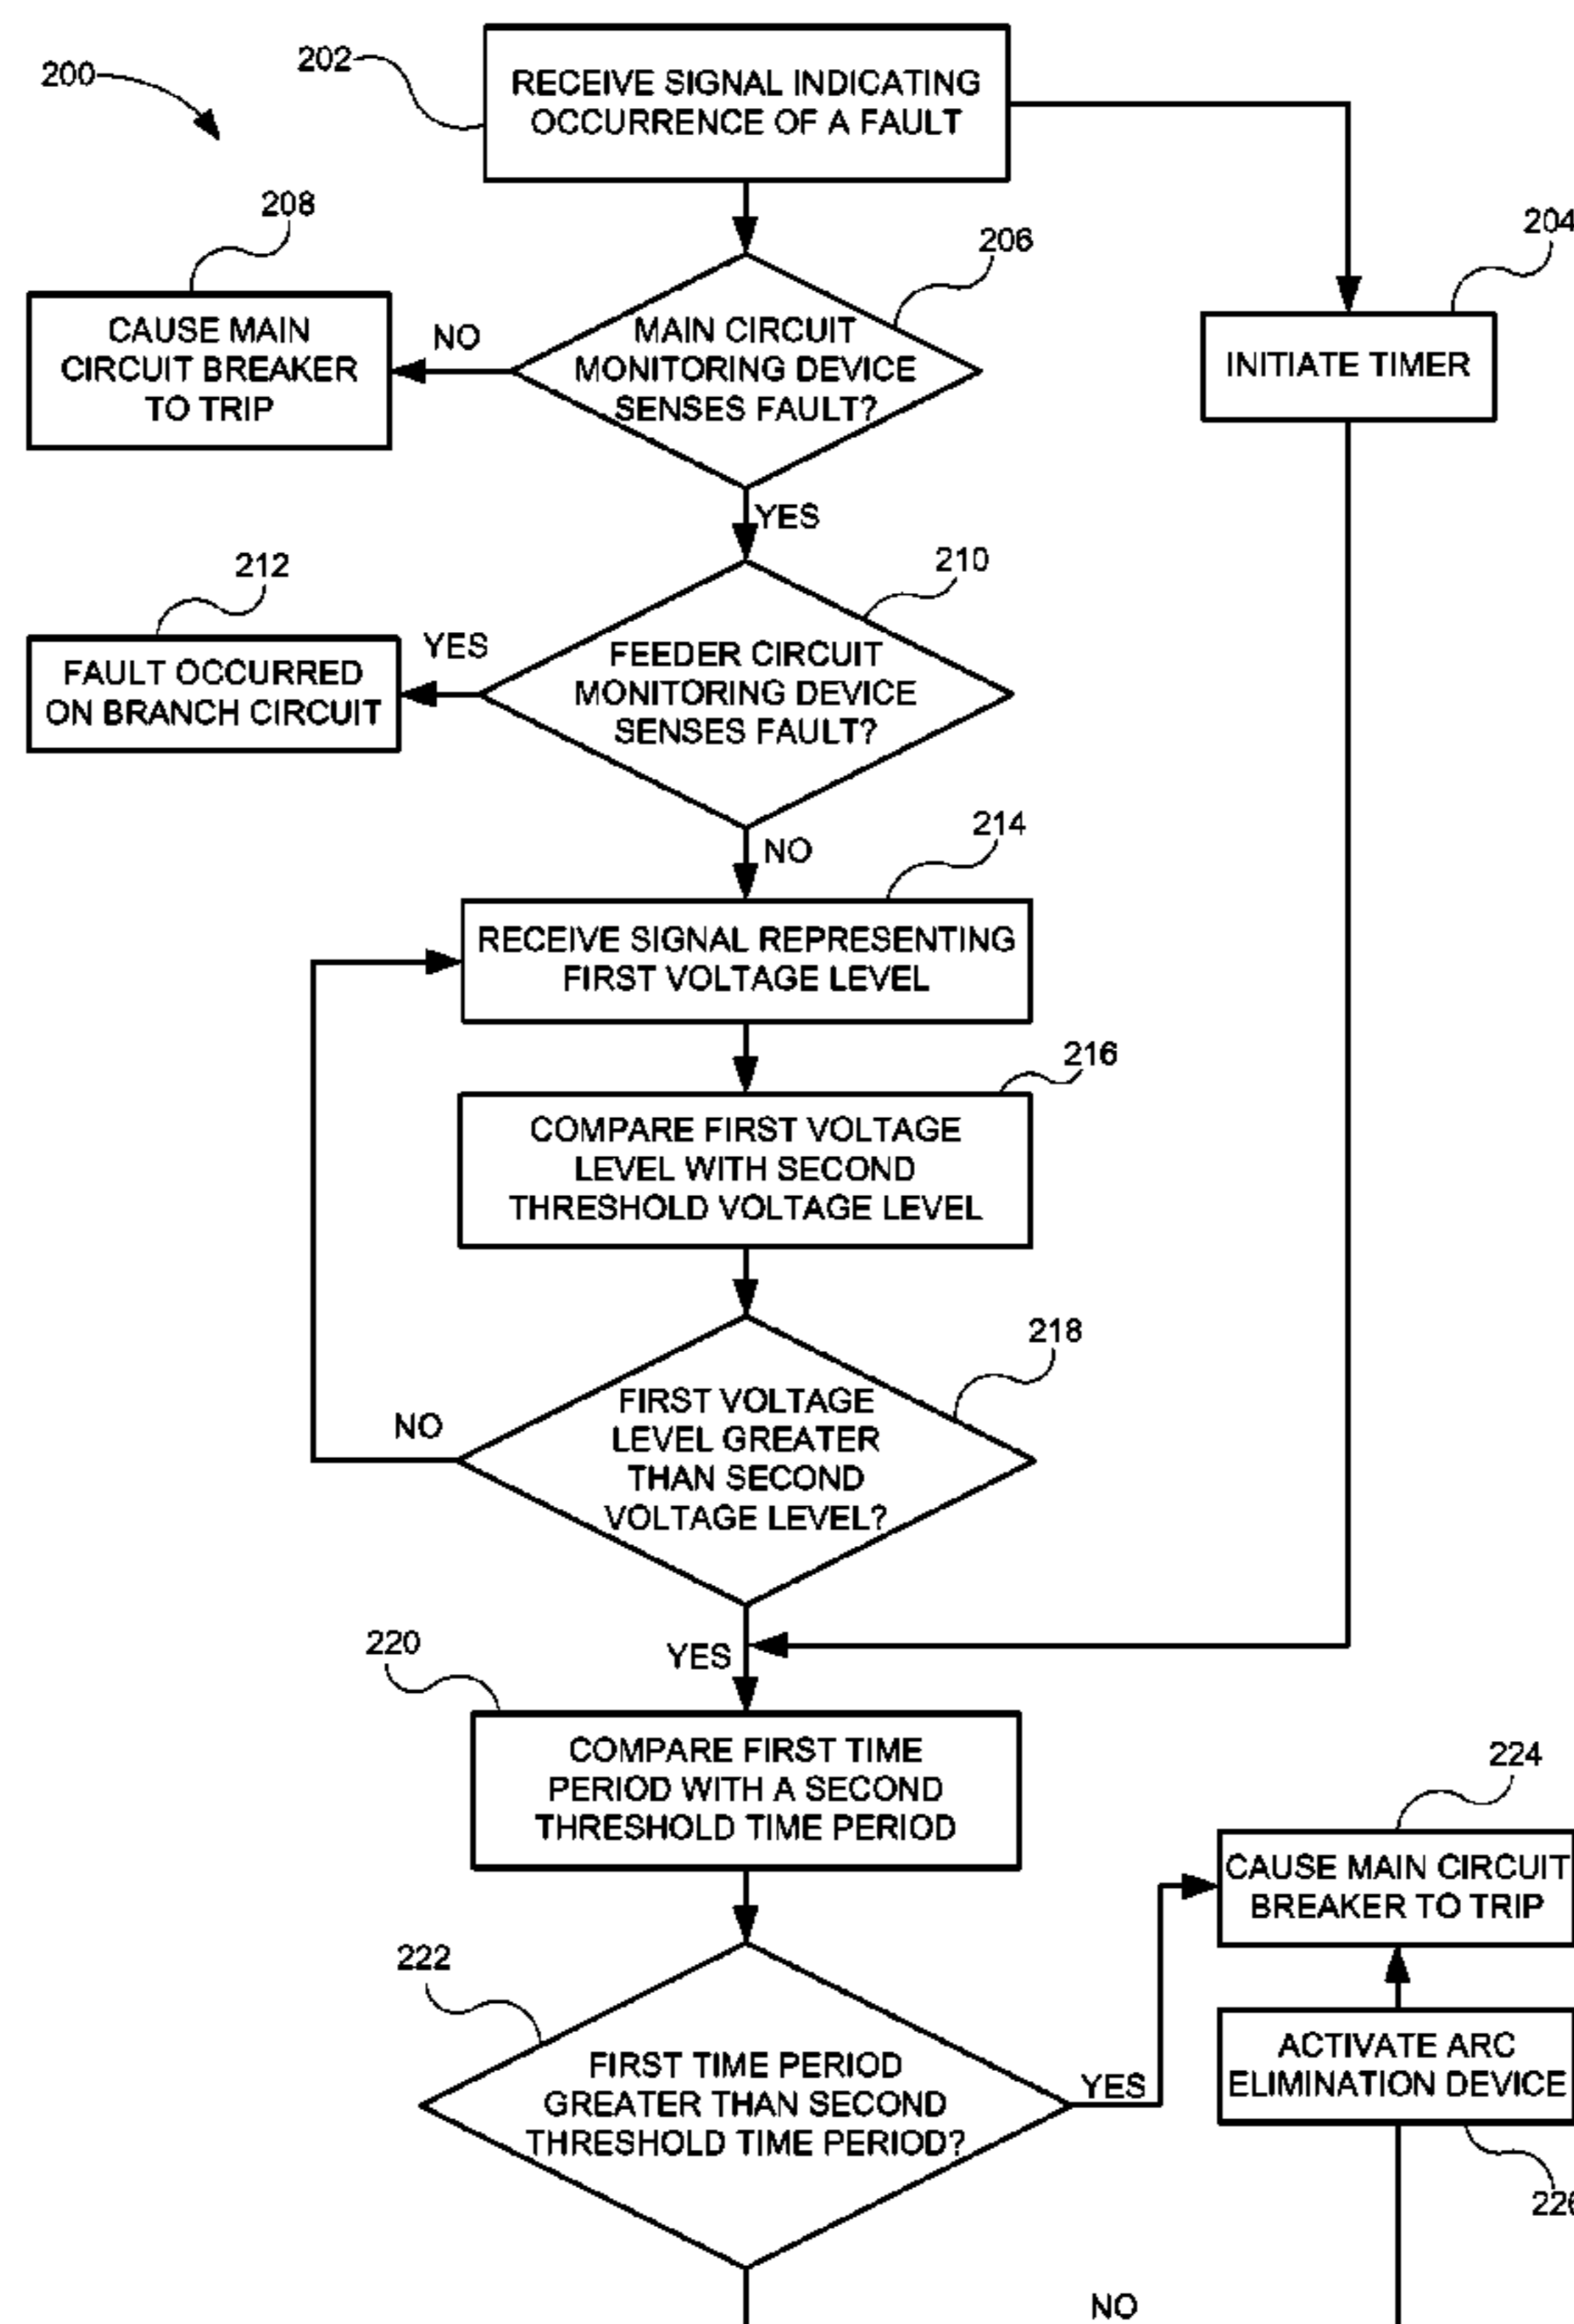 200
202
RECEIVE SIGNAL INDICATING
OCCURRENCE OF A FAULT
208
206
204
CAUSE MAIN
CIRCUIT BREAKER
TO TRIP
NO
MAIN CIRCUIT
MONITORING DEVICE
SENSES FAULT?
INITIATE TIMER
YES
212
210
FAULT OCCURRED
ON BRANCH CIRCUIT
YES
FEEDER CIRCUIT
MONITORING DEVICE
SENSES FAULT?
NO
214
RECEIVE SIGNAL REPRESENTING
FIRST VOLTAGE LEVEL
216
COMPARE FIRST VOLTAGE
LEVEL WITH SECOND
THRESHOLD VOLTAGE LEVEL
218
NO
FIRST VOLTAGE
LEVEL GREATER
THAN SECOND
VOLTAGE LEVEL?
YES
220
COMPARE FIRST TIME
PERIOD WITH A SECOND
THRESHOLD TIME PERIOD
224
CAUSE MAIN CIRCUIT
BREAKER TO TRIP
222
FIRST TIME PERIOD
GREATER THAN SECOND
THRESHOLD TIME PERIOD?
YES
ACTIVATE ARC
ELIMINATION DEVICE
226
NO